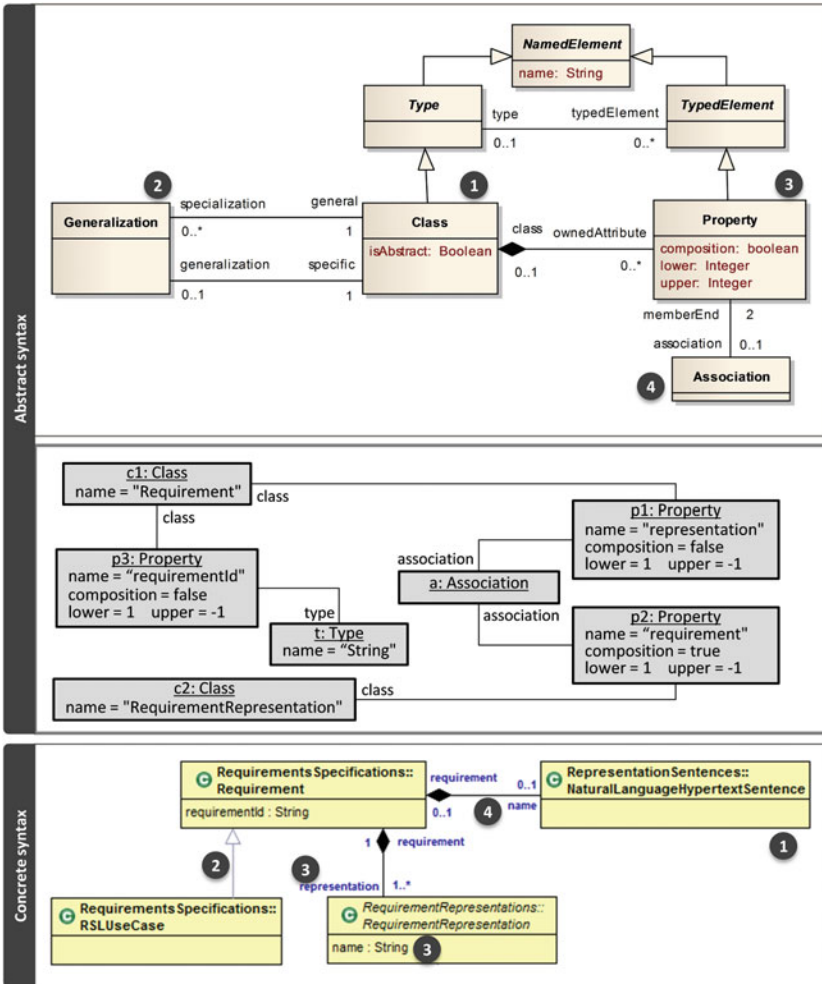 Abstract syntax
NamedElement
name: String
Type
TypedElement
type
typedElement
0..1
0..*
2
1
3
Generalization
specialization
general
0..*
1
generalization
specific
0..1
1
Class
isAbstract: Boolean
class
ownedAttribute
0..1
0..*
Property
composition: boolean
lower: Integer
upper: Integer
memberEnd
2
association
0..1
4
Association
c1: Class
name = "Requirement"
class
class
p1: Property
name = "representation"
composition = false
lower = 1 upper = -1
p3: Property
name = “requirementId”
composition = false
lower = 1 upper = -1
association
a: Association
association
type
t: Type
name = “String”
p2: Property
name = “requirement”
composition = true
lower = 1 upper = -1
c2: Class
name = "RequirementRepresentation"
class
Concrete syntax
C Requirements Specifications::
Requirement
requirementId : String
requirement
0..1
0..1
4
name
C Representation Sentences::
NaturalLanguageHypertextSentence
1
2
1
requirement
3
representation
1..*
C Requirements Specifications::
RSLUseCase
C RequirementRepresentations::
RequirementRepresentation
name : String
3